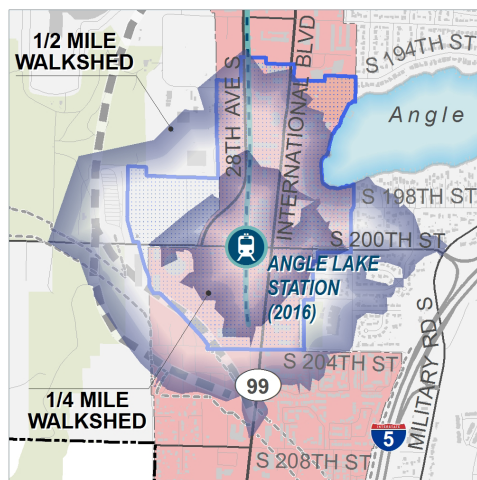 1/2 MILE
WALKSHED
28TH AVE S
INTERNATIONAL BLVD
S 194TH ST
Angle
S 198TH ST
S 200TH ST
ANGLE LAKE
STATION
(2016)
MILITARY RD S
S 204TH ST
99
1/4 MILE
WALKSHED
INTERSTATE
5
S 208TH ST